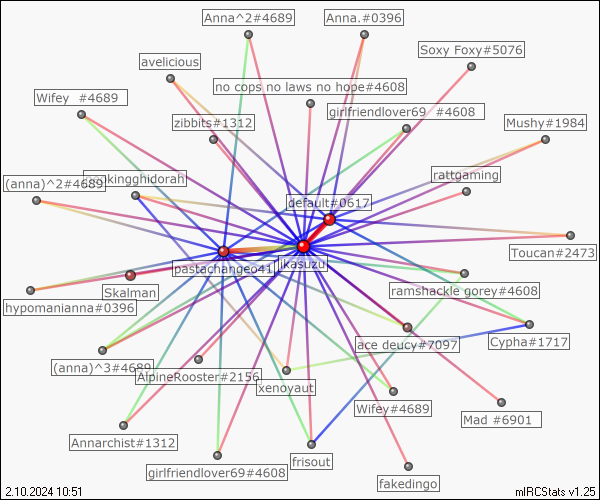 Anna^2#4689
Anna.#0396
Soxy Foxy#5076
avelicious
no cops no laws no hope#4608
Wifey #4689
girlfriendlover69 #4608
zibbits#1312
Mushy#1984
rattgaming
(anna)^2#4689
kingghidorah
default#0617
Toucan#2473
pastachangeo41
ikasuzu
Skalman
ramshackle gorey#4608
hypomanianna#0396
ace deucy#7097
Cypha#1717
(anna)^3#4689
AlpineRooster#2156
xenoyaut
Wifey#4689
Mad #6901
Annarchist#1312
girlfriendlover69#4608
frisout
fakedingo
2.10.2024 10:51
mIRCStats v1.25